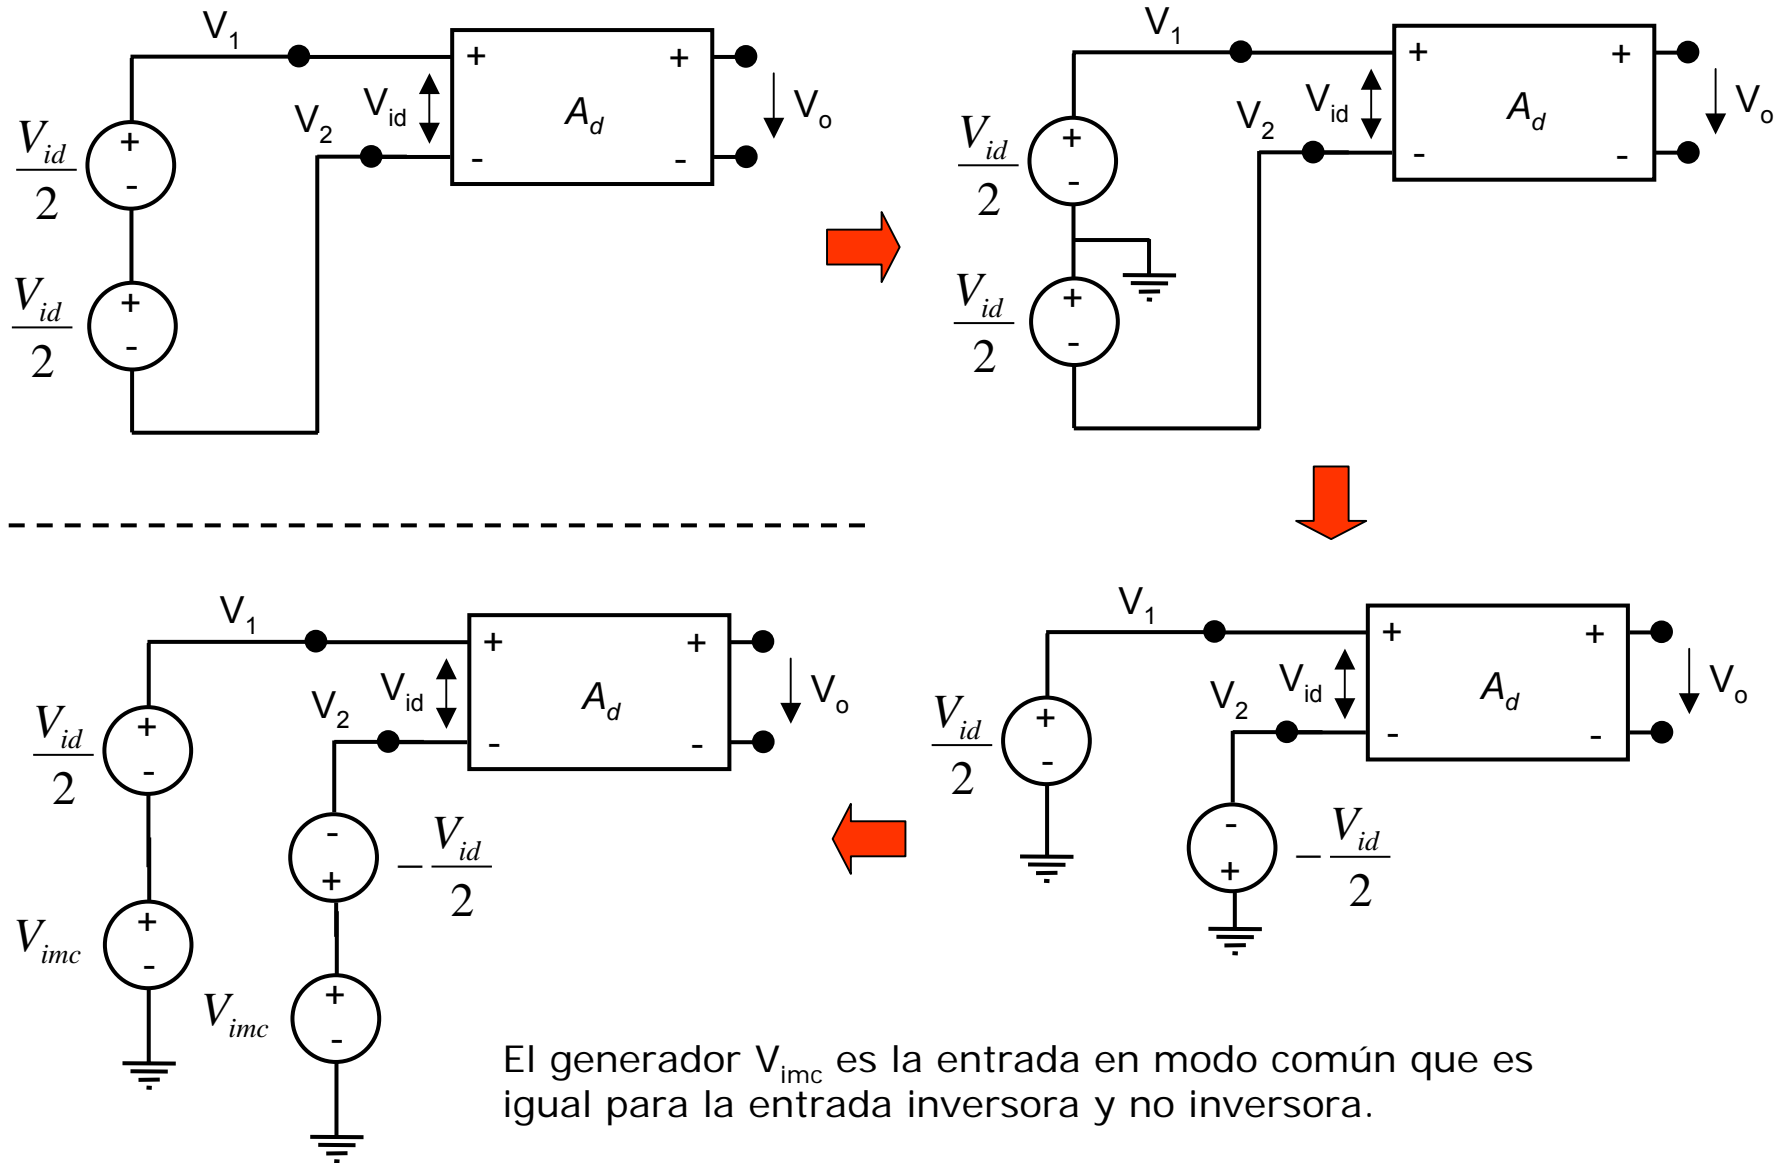 V1
V2
Vid
+ +
- -
Ad
Vo
Vid/2
+
-
Vid/2
+
-
V1
V2
Vid
+ +
- -
Ad
Vo
Vid/2
+
-
Vid/2
+
-
V1
V2
Vid
+ +
- -
Ad
Vo
Vid/2
+
-
-
+
−Vid/2
V1
V2
Vid
+ +
- -
Ad
Vo
Vid/2
+
-
-
+
−Vid/2
Vimc
+
-
Vimc
+
-
El generador Vimc es la entrada en modo común que es
igual para la entrada inversora y no inversora.